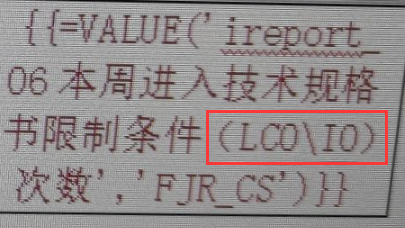 {{=VALUE('ireport_
06本周进入技术规格
书限制条件(LCO\IO)
次数','FJR_CS')}}